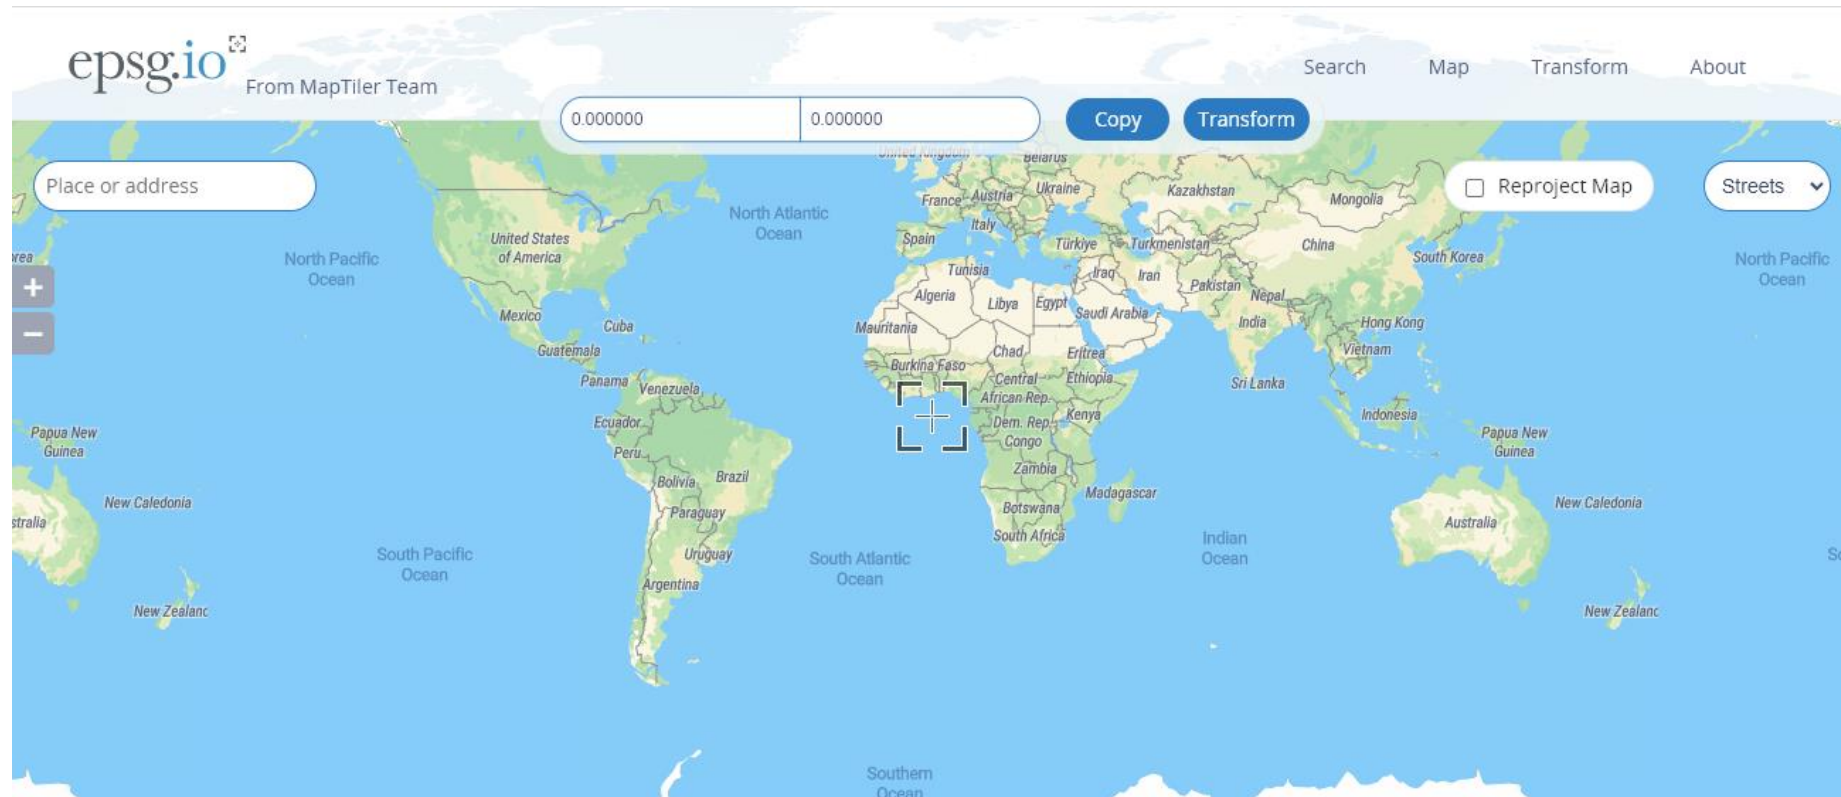 epsg.io
From MapTiler Team
Search
Map
Transform
About
0.000000
0.000000
Copy
Transform
Place or address
Reproject Map
Streets
United Kingdom
Belarus
France
Austria
Ukraine
Kazakhstan
Mongolia
North Atlantic
Ocean
Spain
Italy
Türkiye
Turkmenistan
China
South Korea
United States
of America
North Pacific
Ocean
North Pacific
Ocean
Tunisia
Iraq
Iran
Pakistan
Nepal
Algeria
Libya
Egypt
Saudi Arabia
Mexico
Cuba
Mauritania
India
Hong Kong
Guatemala
Chad
Eritrea
Vietnam
Burkina Faso
Panama
Venezuela
Central
African Rep.
Ethiopia
Sri Lanka
Ecuador
Dem. Rep.
Congo
Kenya
Indonesia
Papua New
Guinea
Papua New
Guinea
Peru
Bolivia
Brazil
Zambia
Madagascar
New Caledonia
New Caledonia
Paraguay
Botswana
stralia
Australia
South Africa
South Pacific
Ocean
Uruguay
South Atlantic
Ocean
Indian
Ocean
Argentina
New Zealanc
New Zealanc
Southern
Ocean